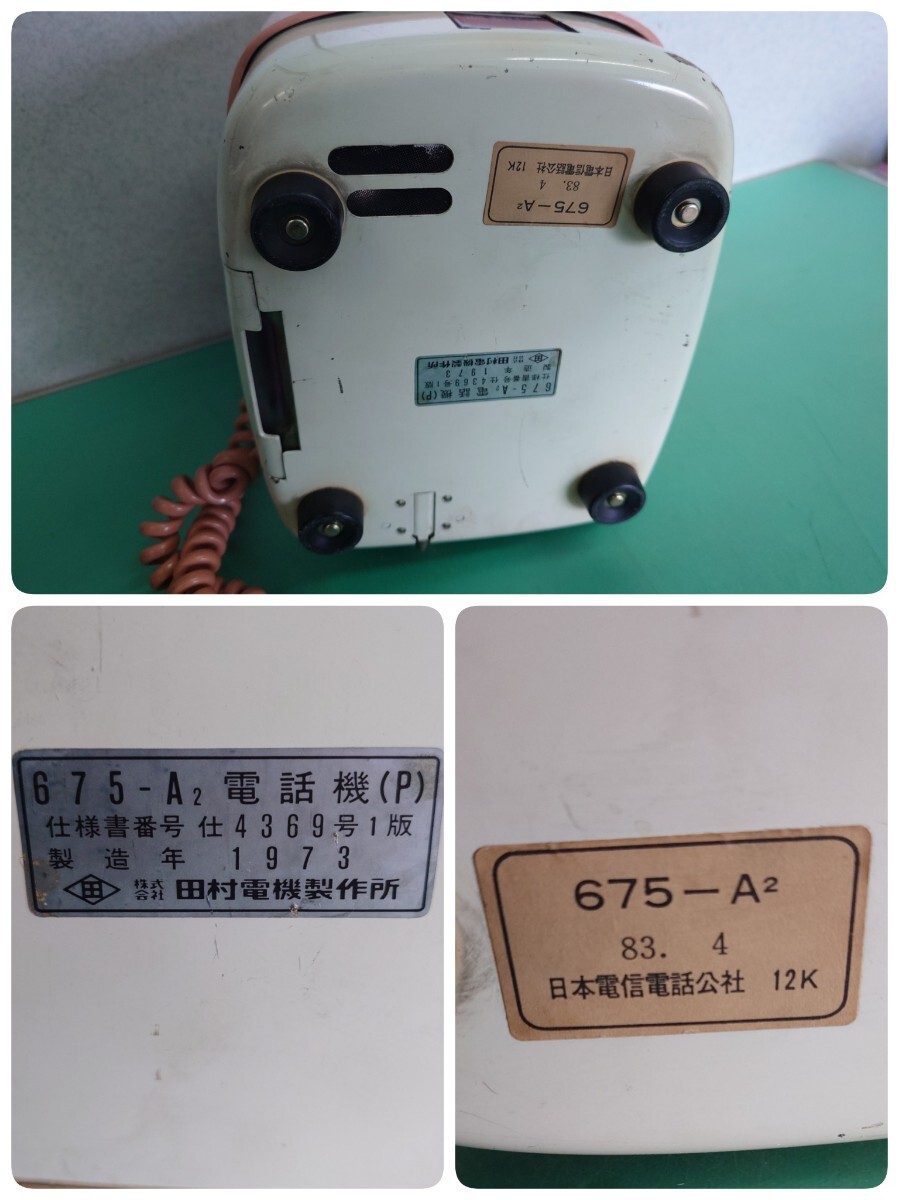 675-A²
83. 4
日本電信電話公社 12K
675-A₂ 電話機(P)
仕様書番号 仕4369号1版
製造年 1973
田 株式会社 田村電機製作所
675-A₂ 電話機(P)
仕様書番号 仕4369号1版
製造年 1973
田 株式会社 田村電機製作所
675-A²
83. 4
日本電信電話公社 12K